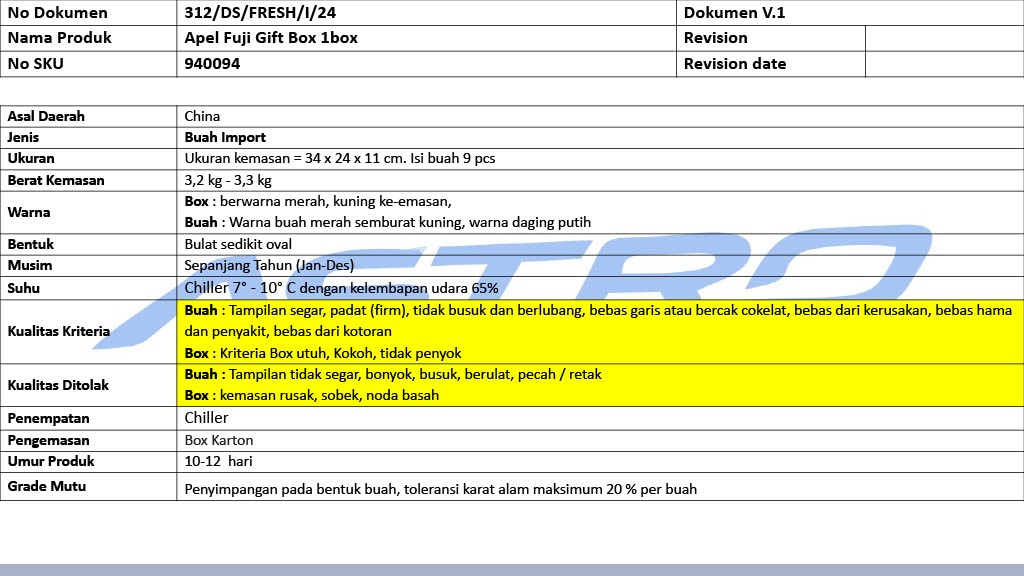 No Dokumen 312/DS/FRESH/I/24 Dokumen V.1
Nama Produk Apel Fuji Gift Box 1box Revision
No SKU 940094 Revision date
Asal Daerah China
Jenis Buah Import
Ukuran Ukuran kemasan = 34 x 24 x 11 cm. Isi buah 9 pcs
Berat Kemasan 3,2 kg - 3,3 kg
Warna Box : berwarna merah, kuning ke-emasan,
Buah : Warna buah merah semburat kuning, warna daging putih
Bentuk Bulat sedikit oval
Musim Sepanjang Tahun (Jan-Des)
Suhu Chiller 7° - 10° C dengan kelembapan udara 65%
Kualitas Kriteria Buah : Tampilan segar, padat (firm), tidak busuk dan berlubang, bebas garis atau bercak cokelat, bebas dari kerusakan, bebas hama
dan penyakit, bebas dari kotoran
Box : Kriteria Box utuh, Kokoh, tidak penyok
Kualitas Ditolak Buah : Tampilan tidak segar, bonyok, busuk, berulat, pecah / retak
Box : kemasan rusak, sobek, noda basah
Penempatan Chiller
Pengemasan Box Karton
Umur Produk 10-12 hari
Grade Mutu Penyimpangan pada bentuk buah, toleransi karat alam maksimum 20 % per buah
ASTRO